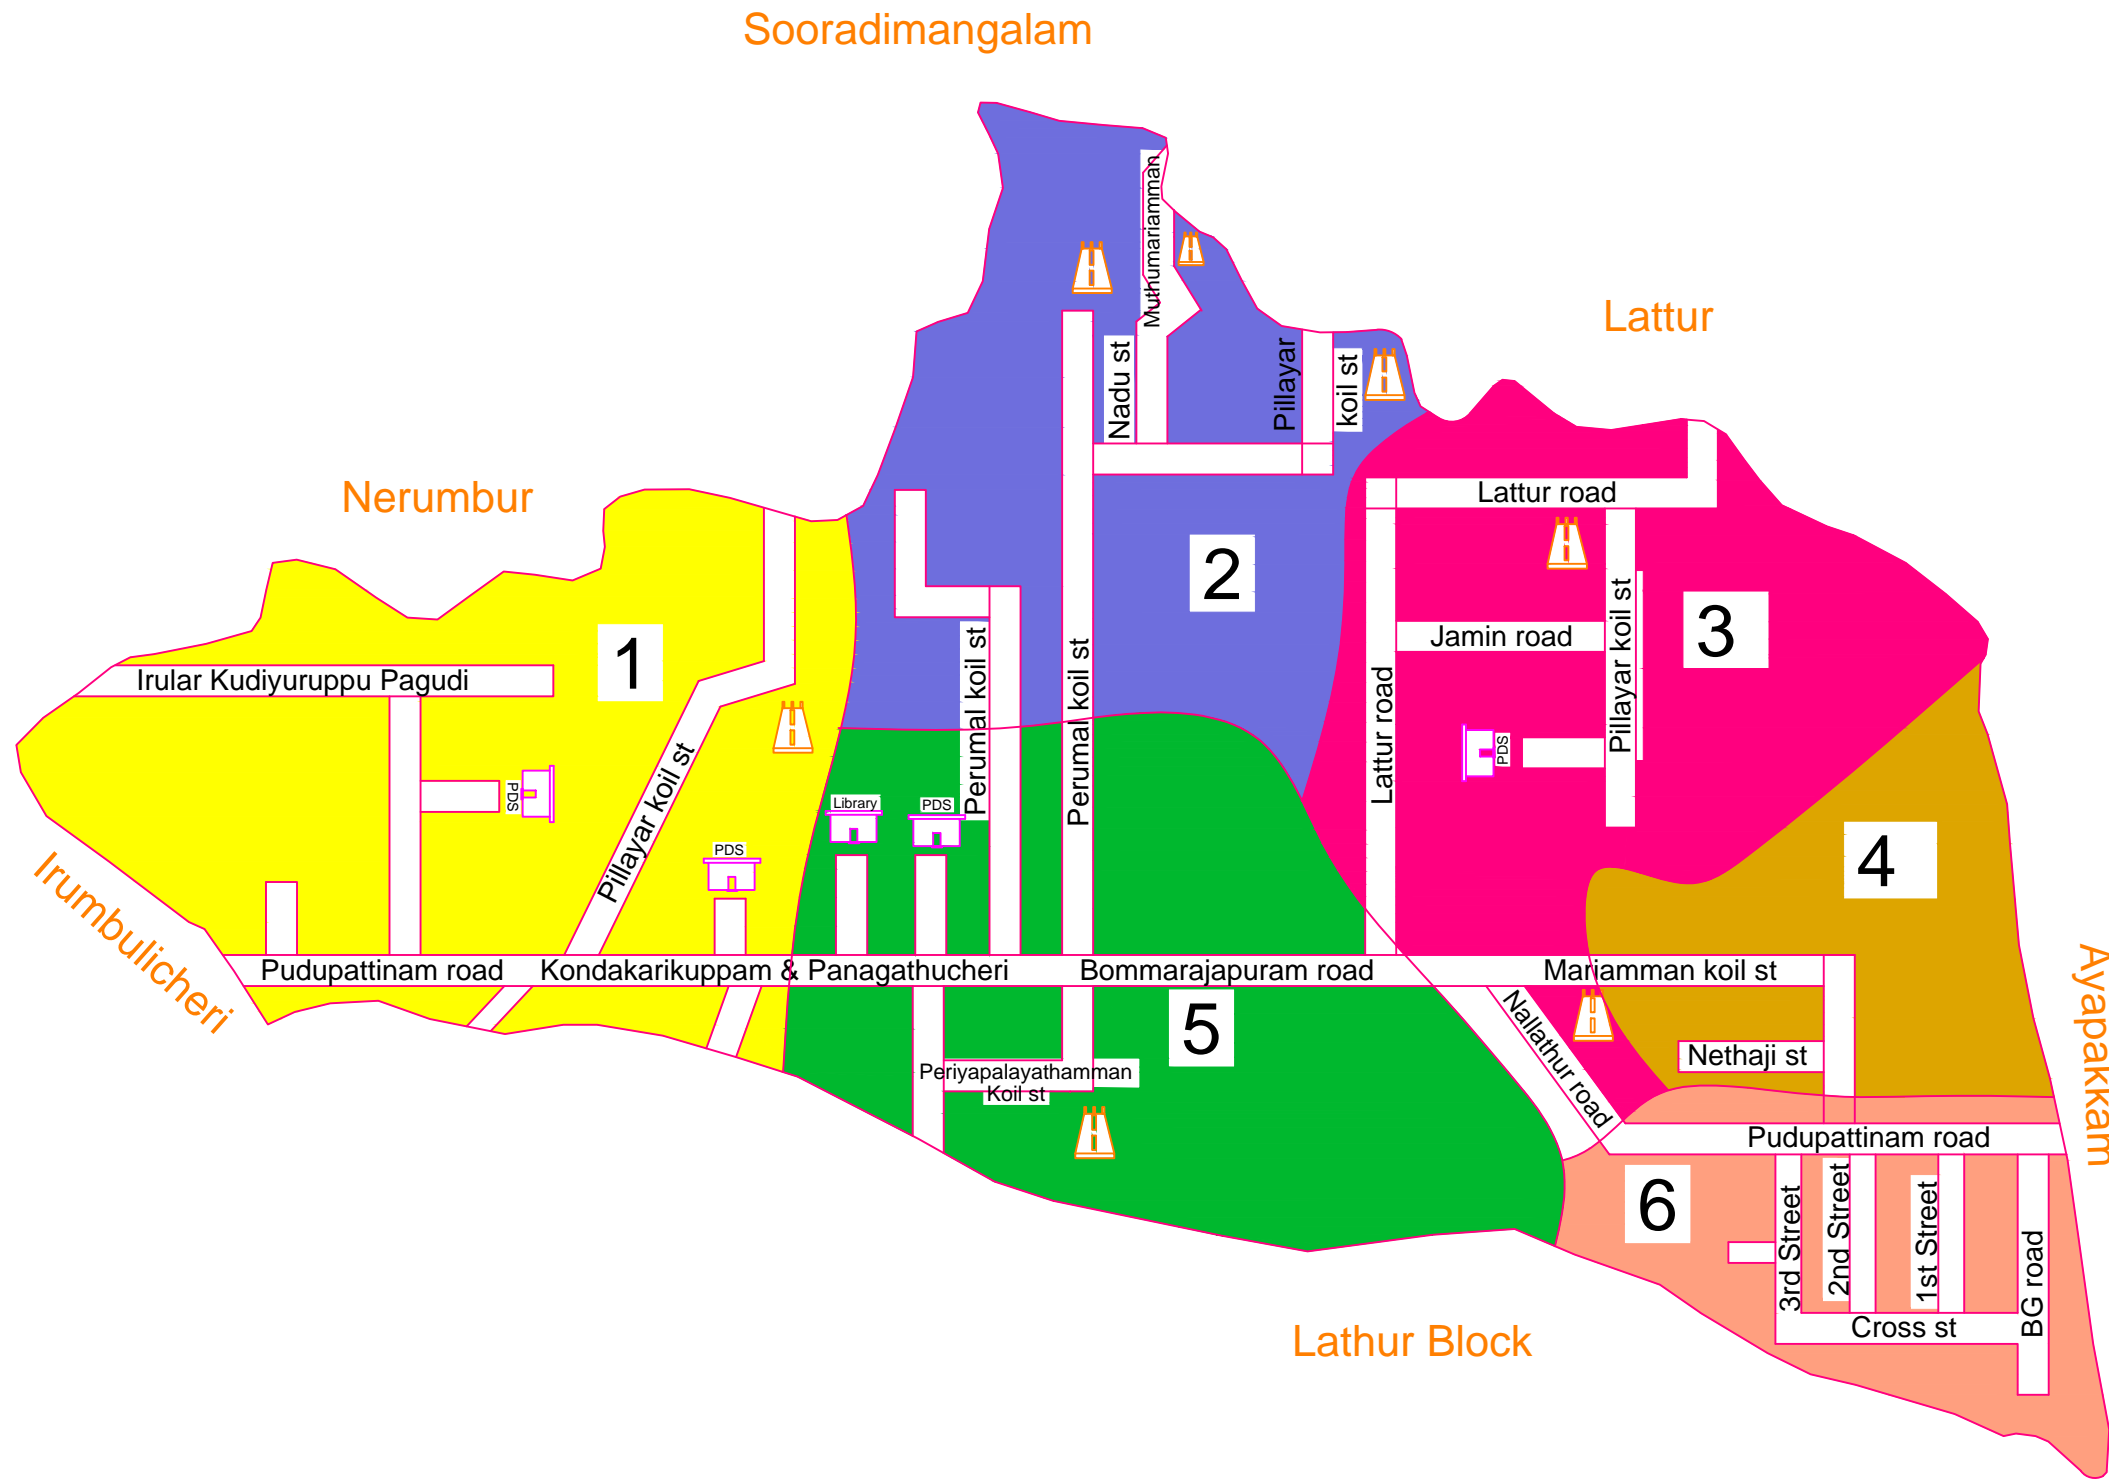 Sooradimangalam
Muthumariamman
Lattur
Nadu st
Pillayar
koil st
Nerumbur
Lattur road
2
1
3
Jamin road
Pillayar koil st
Irular Kudiyuruppu Pagudi
Perumal koil st
Perumal koil st
Lattur road
PDS
PDS
Pillayar koil st
Library
PDS
PDS
4
Irumbulicheri
Pudupattinam road
Kondakarikuppam & Panagathucheri
Bommarajapuram road
Mariamman koil st
Ayapakkam
5
Nallathur road
Nethaji st
Periyapalayathamman
Koil st
Pudupattinam road
6
3rd Street
2nd Street
1st Street
BG road
Cross st
Lathur Block